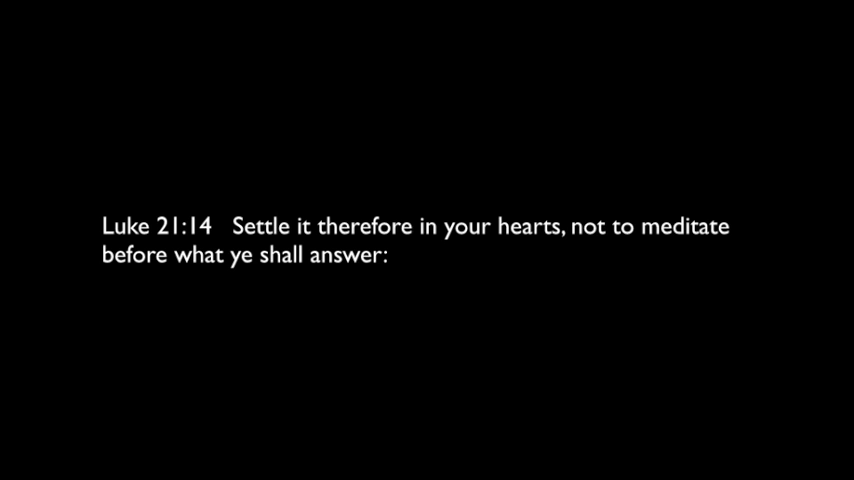 Luke 21:14   Settle it therefore in your hearts, not to meditate
before what ye shall answer: